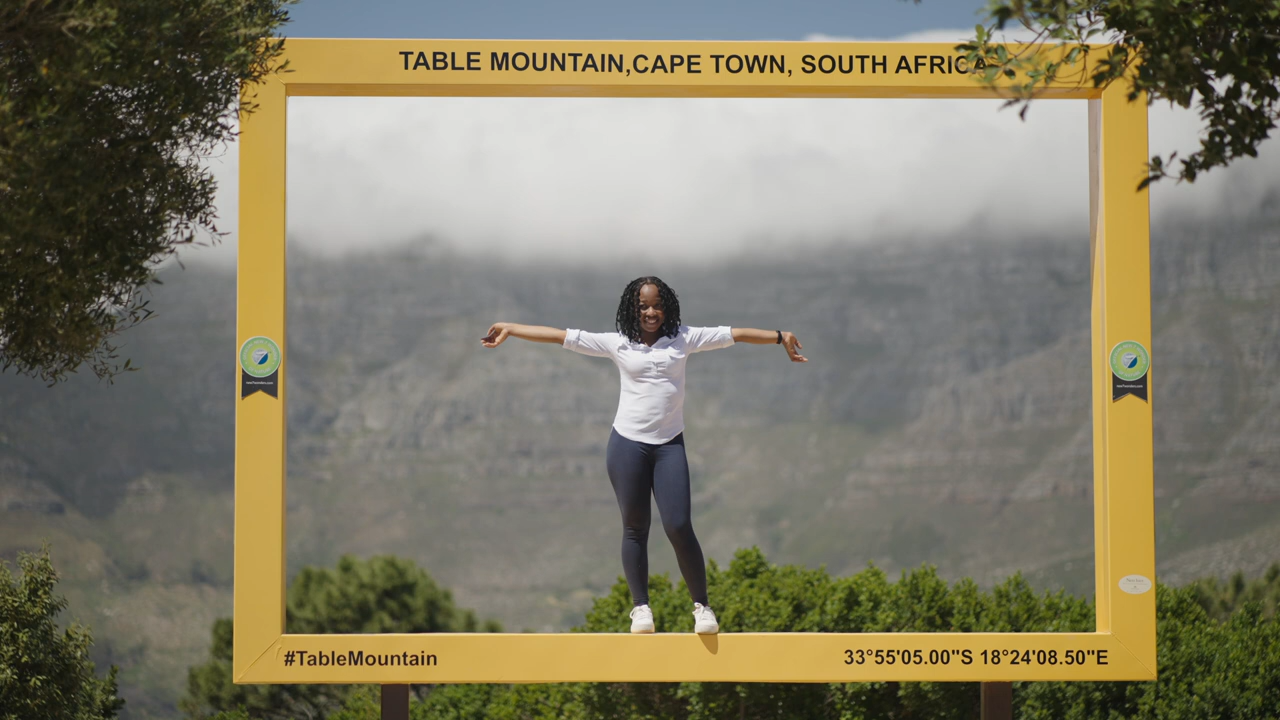 TABLE MOUNTAIN,CAPE TOWN, SOUTH AFRICA
#TableMountain
33°55'05.00"S 18°24'08.50"E